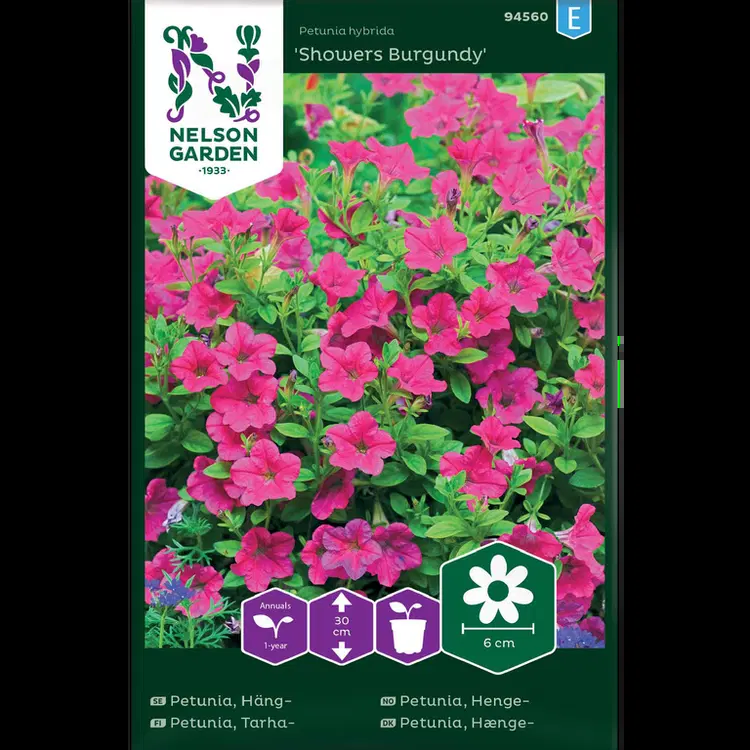 94560 E
Petunia hybrida
'Showers Burgundy'
NELSON
GARDEN
·1933·
Annuals
1-year
30
cm
6 cm
SE Petunia, Häng-
NO Petunia, Henge-
FI Petunia, Tarha-
DK Petunia, Hænge-